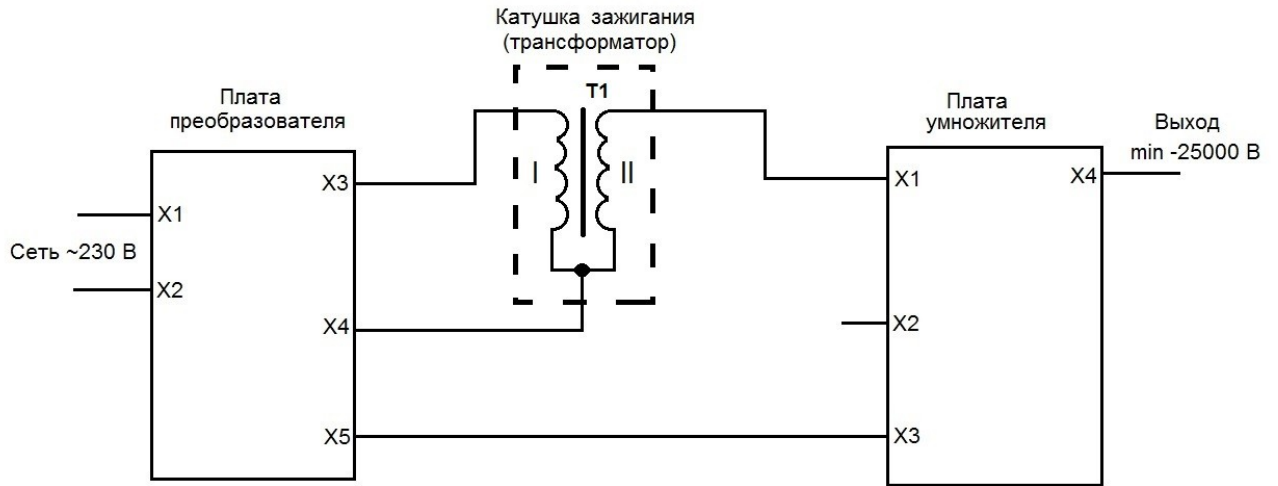 Катушка зажигания
(трансформатор)
T1
I
II
Плата
преобразователя
X1
Сеть ~230 В
X2
X3
X4
X5
Плата
умножителя
X1
X2
X3
X4
Выход
min -25000 В